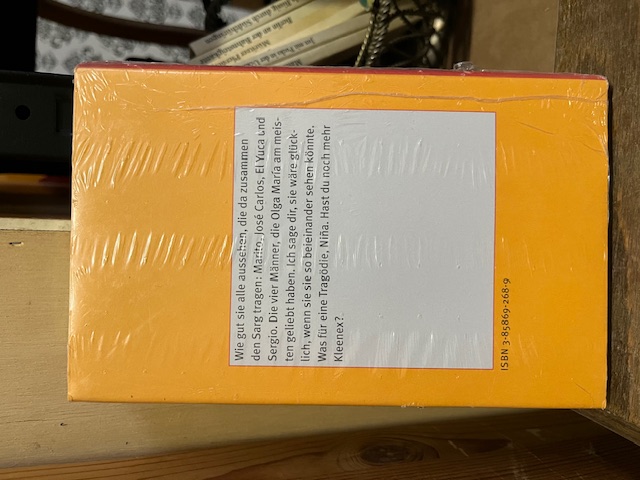 Wie gut sie alle aussehen, die da zusammen
den Sarg tragen: Marito, José Carlos, El Yuca und
Sergio. Die vier Männer, die Olga María am meis-
ten geliebt haben. Ich sage dir, sie wäre glück-
lich, wenn sie sie so beieinander sehen könnte,
Was für eine Tragödie, Niña. Hast du noch mehr
Kleenex?
ISBN 3-85869-268-9